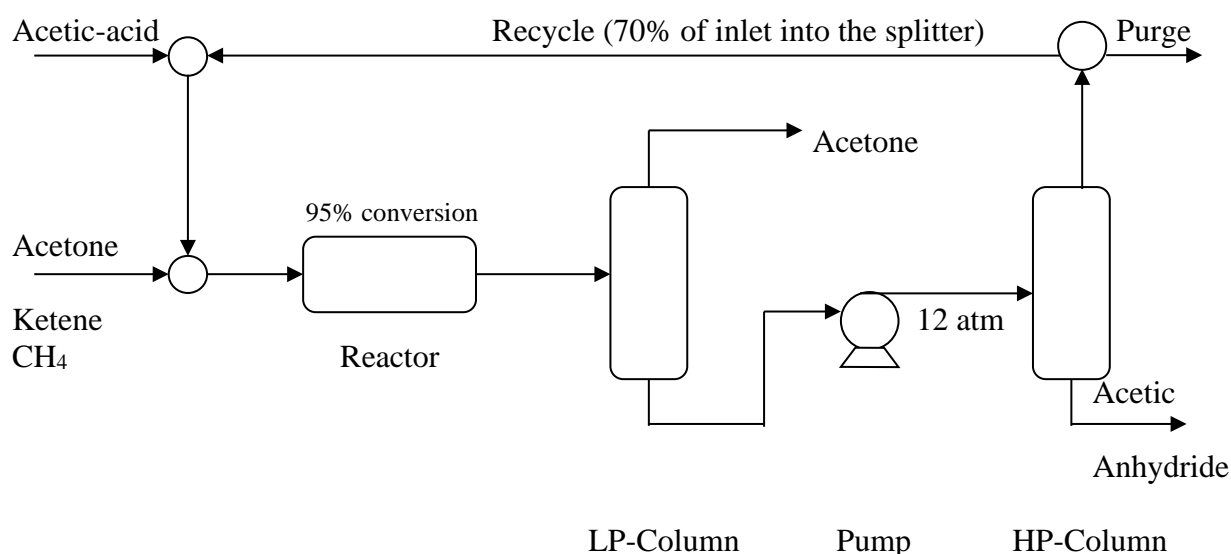 Acetic-acid
Recycle (70% of inlet into the splitter)
Purge
Acetone
95% conversion
Acetone
Ketene
CH₄
Reactor
12 atm
Acetic
Anhydride
LP-Column
Pump
HP-Column